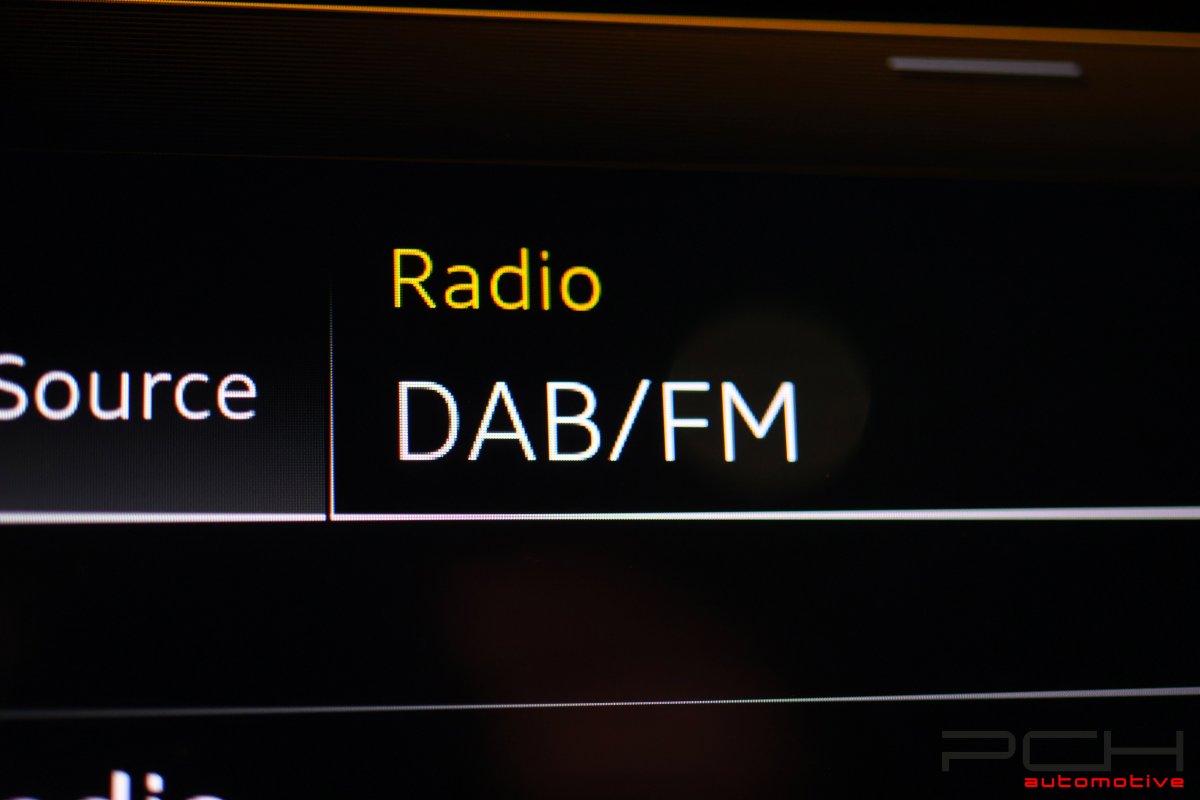 Radio
Source
DAB/FM
PCH
automotive